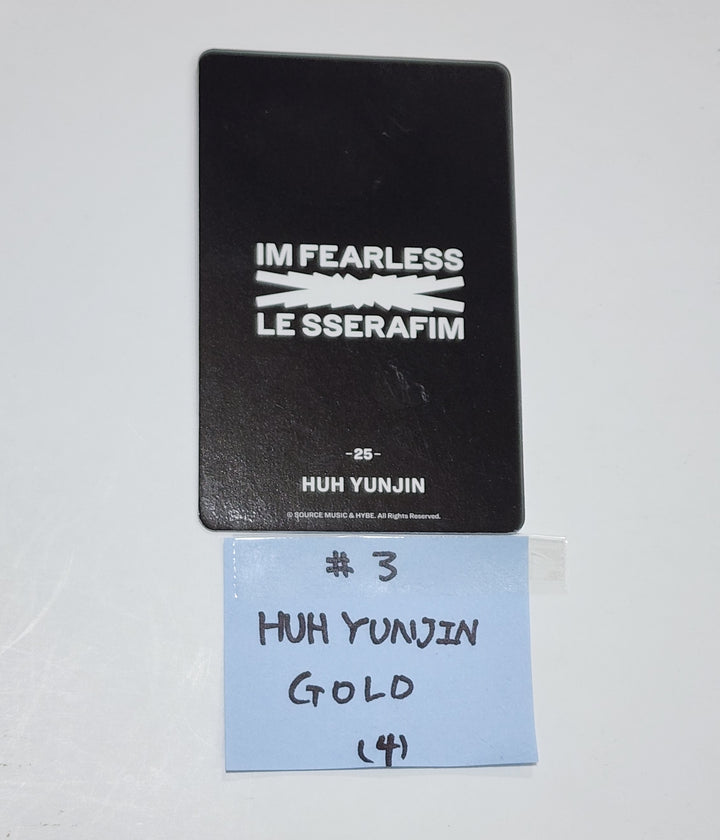 IM FEARLESS
LE SSERAFIM
-25-
HUH YUNJIN
© SOURCE MUSIC & HYBE. All Rights Reserved.
# 3
HUH YUNJIN
GOLD
(4)